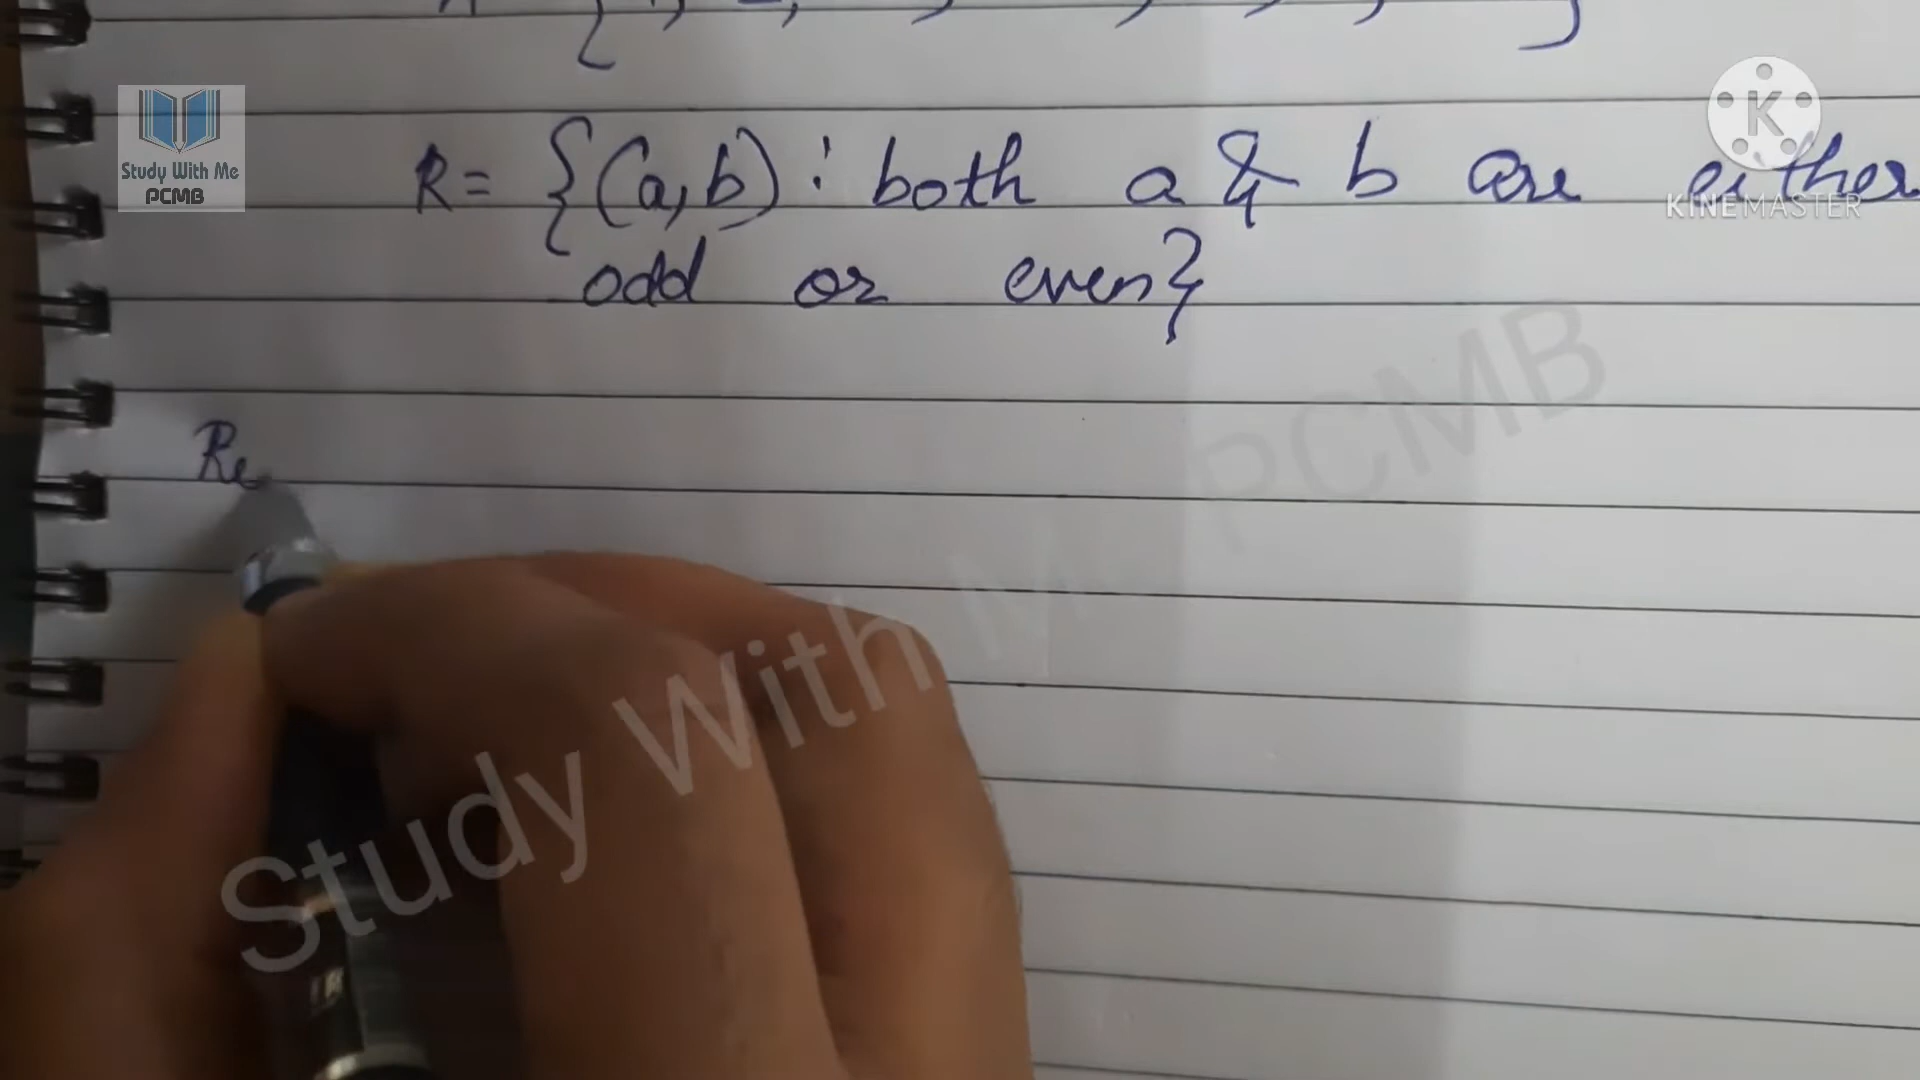 R = {(a,b) : both a & b are either
odd or even}
Re
Study With Me
PCMB
K
KINEMASTER
Study With Me PCMB